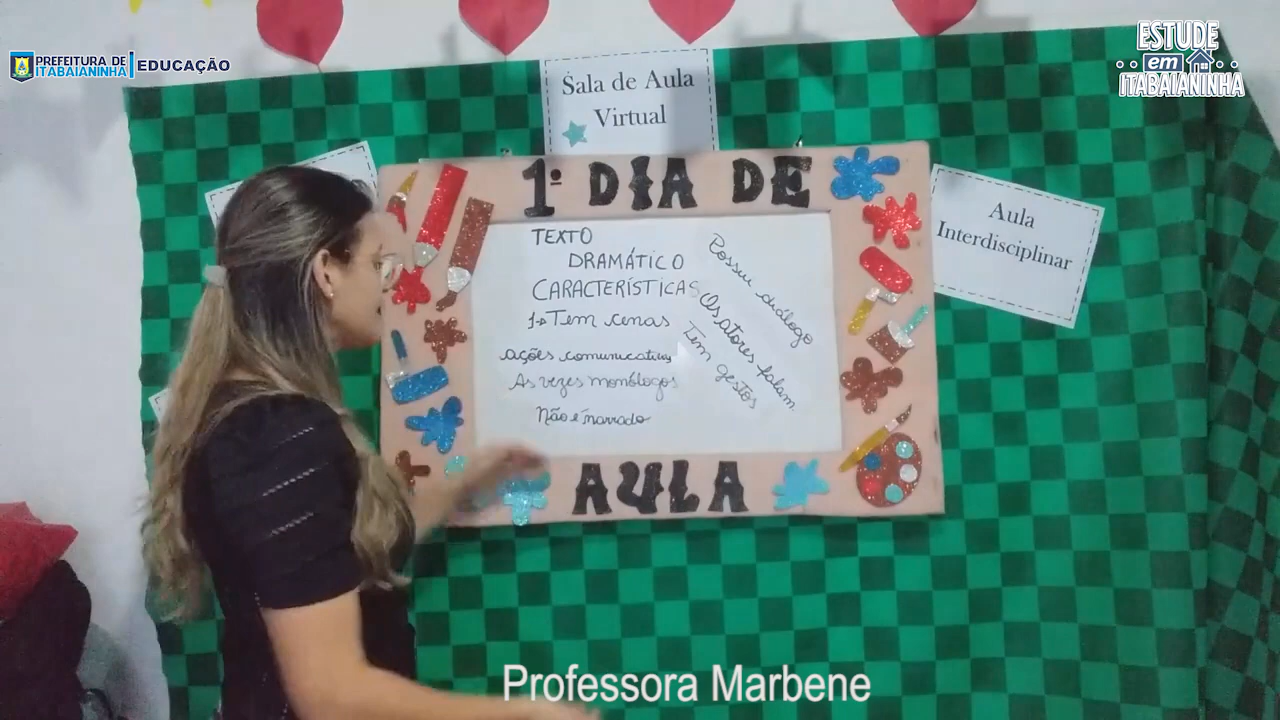 PREFEITURA DE
ITABAIANINHA
EDUCAÇÃO
ESTUDE
em
ITABAIANINHA
Sala de Aula
Virtual
Aula
Interdisciplinar
1º DIA DE
TEXTO
DRAMÁTICO
CARACTERÍSTICAS
1→Tem cenas
Ações comunicativas
As vezes monólogos
Não é narrado
Possui diálogo
Os atores falam
Tem gestos
AULA
Professora Marbene